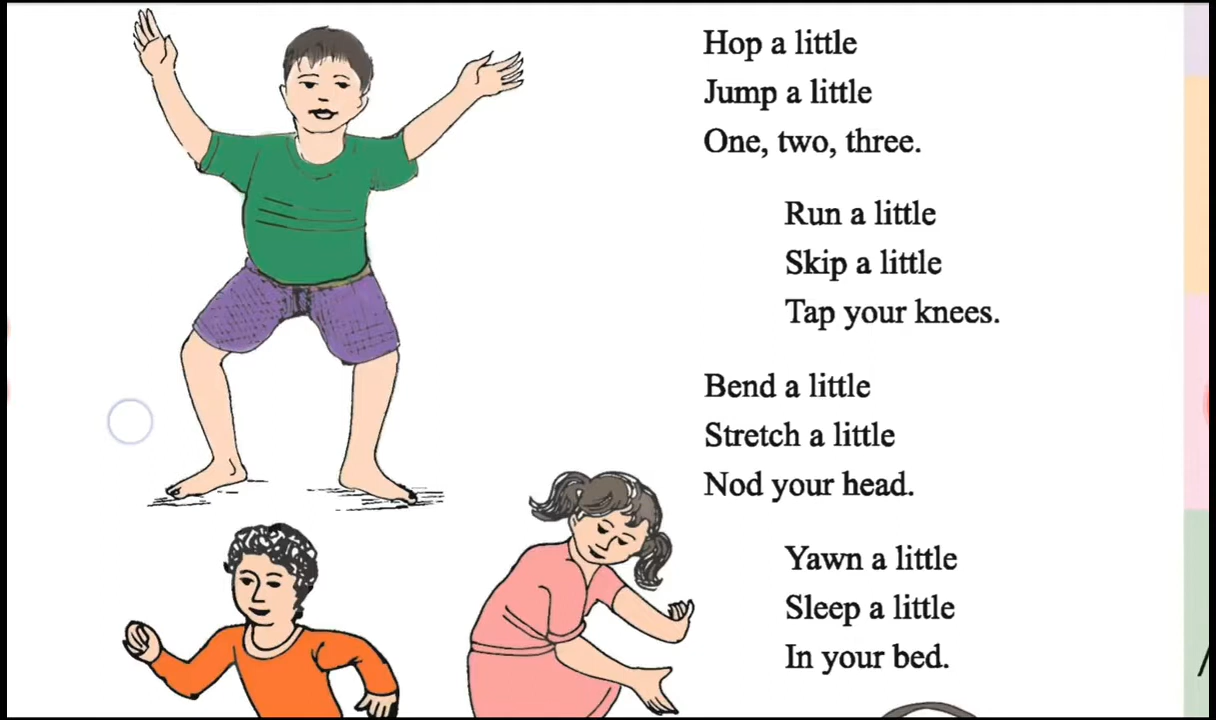 Hop a little
Jump a little
One, two, three.
Run a little
Skip a little
Tap your knees.
Bend a little
Stretch a little
Nod your head.
Yawn a little
Sleep a little
In your bed.